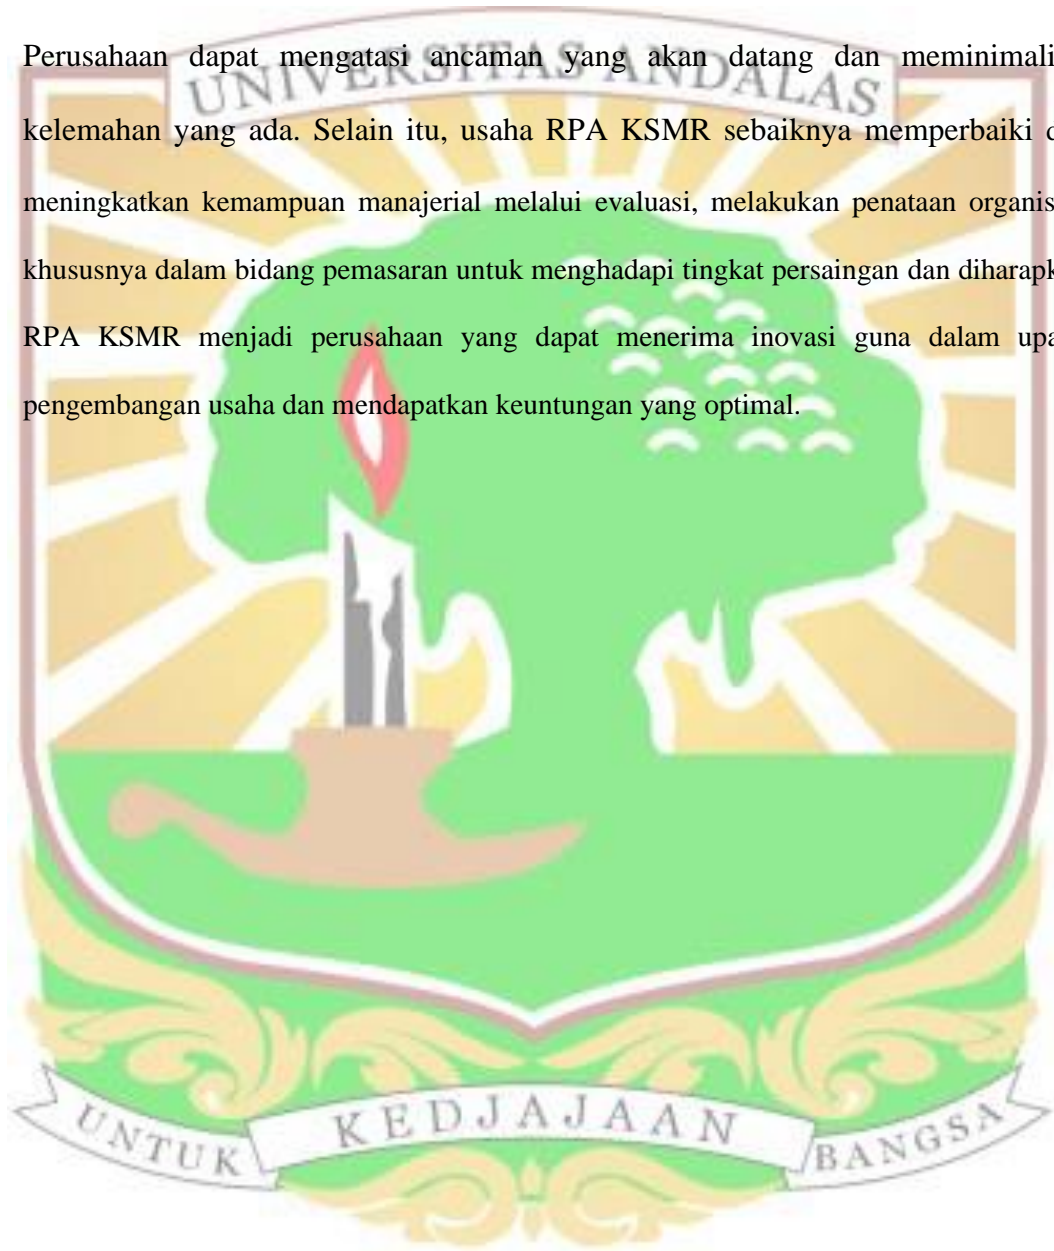 UNIVERSITAS ANDALAS
Perusahaan dapat mengatasi ancaman yang akan datang dan meminimali
kelemahan yang ada. Selain itu, usaha RPA KSMR sebaiknya memperbaiki d
meningkatkan kemampuan manajerial melalui evaluasi, melakukan penataan organis
khususnya dalam bidang pemasaran untuk menghadapi tingkat persaingan dan diharapk
RPA KSMR menjadi perusahaan yang dapat menerima inovasi guna dalam upa
pengembangan usaha dan mendapatkan keuntungan yang optimal.
UNTUK KEDJAJAAN BANGSA